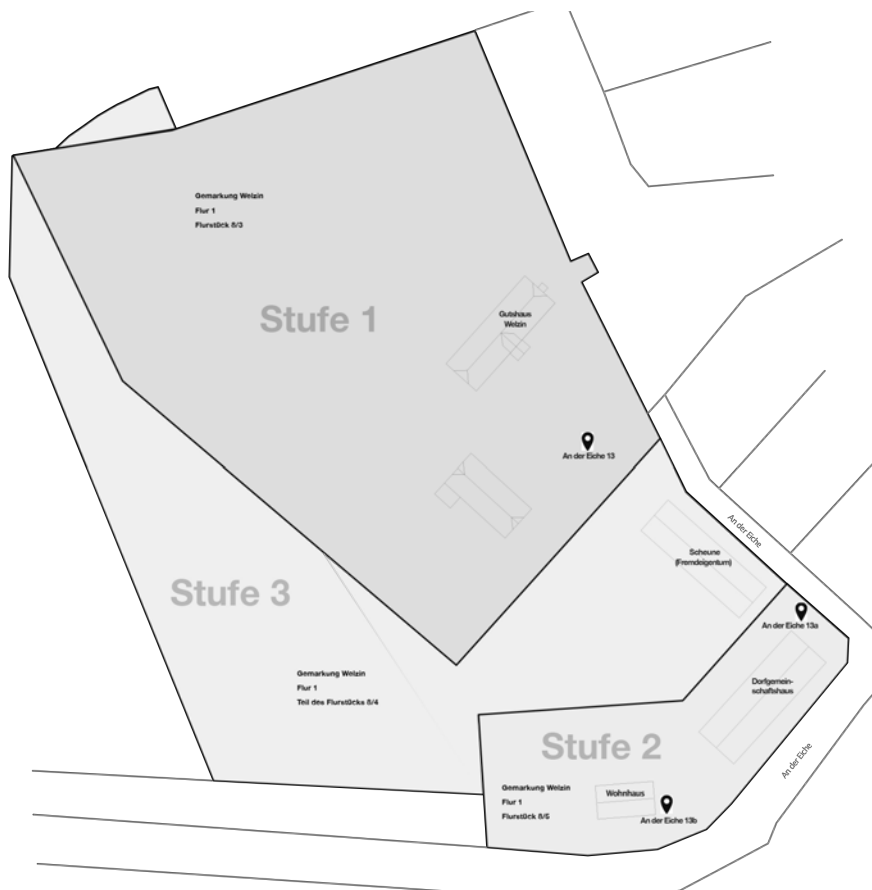 Gemarkung Welzin
Flur 1
Flurstück 8/3
Stufe 1
Gutshaus
Welzin
An der Eiche 13
An der Eiche
Scheune
(Fremdeigentum)
Stufe 3
An der Eiche 13a
Gemarkung Welzin
Flur 1
Teil des Flurstücks 8/4
Dorfgemein-
schaftshaus
Stufe 2
An der Eiche
Gemarkung Welzin
Flur 1
Flurstück 8/5
Wohnhaus
An der Eiche 13b